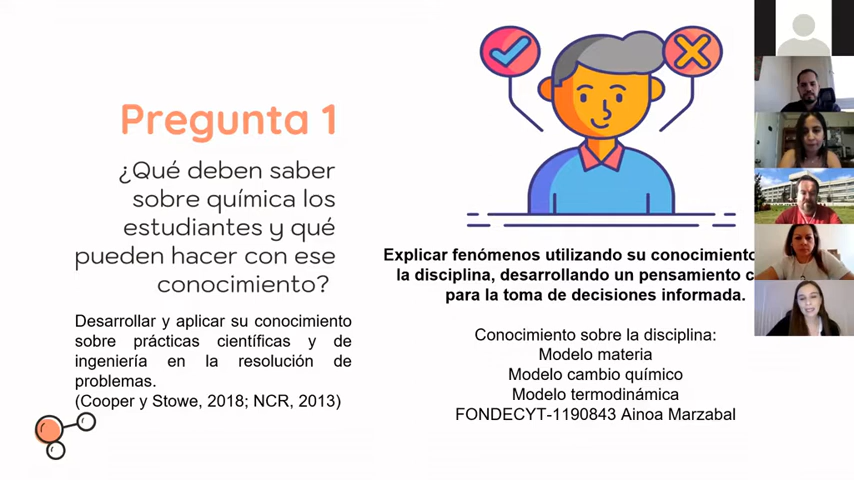 Pregunta 1
¿Qué deben saber
sobre química los
estudiantes y qué
pueden hacer con ese
conocimiento?
Desarrollar y aplicar su conocimiento
sobre prácticas científicas y de
ingeniería en la resolución de
problemas.
(Cooper y Stowe, 2018; NCR, 2013)
Explicar fenómenos utilizando su conocimiento
la disciplina, desarrollando un pensamiento
para la toma de decisiones informada.
Conocimiento sobre la disciplina:
Modelo materia
Modelo cambio químico
Modelo termodinámica
FONDECYT-1190843 Ainoa Marzabal